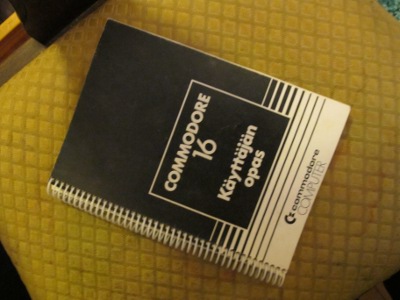 COMMODORE
16
Käyttäjän
opas
commodore
COMPUTER